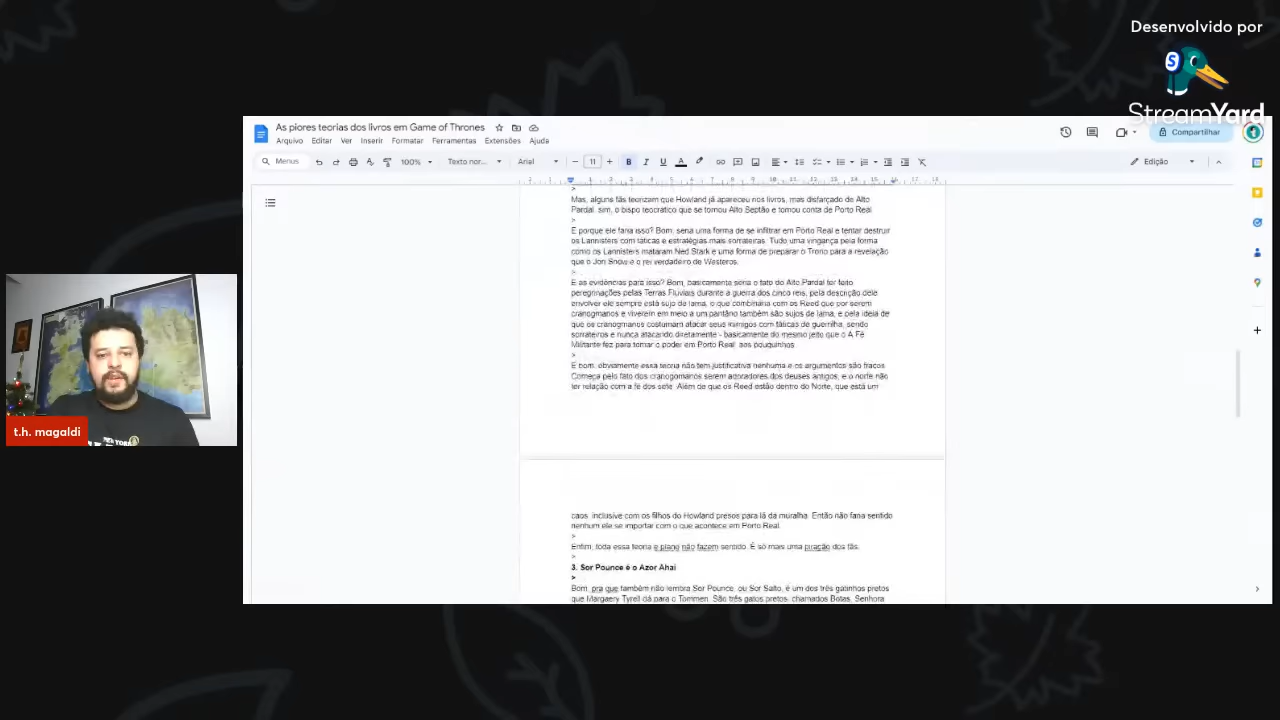 Desenvolvido por
StreamYard
As piores teorias dos livros em Game of Thrones
Arquivo Editar Ver Inserir Formatar Ferramentas Extensões Ajuda
Compartilhar
Menus 100% Texto nor... Arial 11 B I U A Edição
>
Mas, alguns fãs teorizam que Howland já apareceu nos livros, mas disfarçado de Alto
Pardal. sim, o bispo teocratico que se tornou Alto Septão e tomou conta de Porto Real
>
E porque ele faria isso? Bom, seria uma forma de se infiltrar em Porto Real e tentar destruir
os Lannisters com táticas e estratégias mais sorrateiras. Tudo uma vingança pela forma
como os Lannisters mataram Ned Stark e uma forma de preparar o Trono para a revelação
que o Jon Snow é o rei verdadeiro de Westeros.
>
E as evidências para isso? Bom, basicamente seria o fato do Alto Pardal ter feito
peregrinações pelas Terras Fluviais durante a guerra dos cinco reis, pela descrição dele
envolver ele sempre está sujo de lama, o que combinaria com os Reed que por serem
cranogmanos e viverem em meio a um pantâno também são sujos de lama, e pela ideia de
que os cranogmanos costumam atacar seus inimigos com táticas de guerrilha, sendo
sorrateiros e nunca atacando diretamente - basicamente do mesmo jeito que o A Fé
Militante fez para tomar o poder em Porto Real: aos pouquinhos.
>
E bom, obviamente essa teoria não tem justificativa nenhuma e os argumentos são fracos.
Começa pelo fato dos cranogmanos serem adoradores dos deuses antigos, e o norte não
ter relação com a fé dos sete. Além de que os Reed estão dentro do Norte, que está um
caos, inclusive com os filhos do Howland presos para lá da muralha. Então não faria sentido
nenhum ele se importar com o que acontece em Porto Real.
>
Enfim, toda essa teoria e plano não fazem sentido. É só mais uma piração dos fãs.
>
3. Sor Pounce é o Azor Ahai
>
Bom, pra que também não lembra Sor Pounce, ou Sor Salto, é um dos três gatinhos pretos
que Margaery Tyrell dá para o Tommen. São três gatos pretos, chamados Botas, Senhora
t.h. magaldi